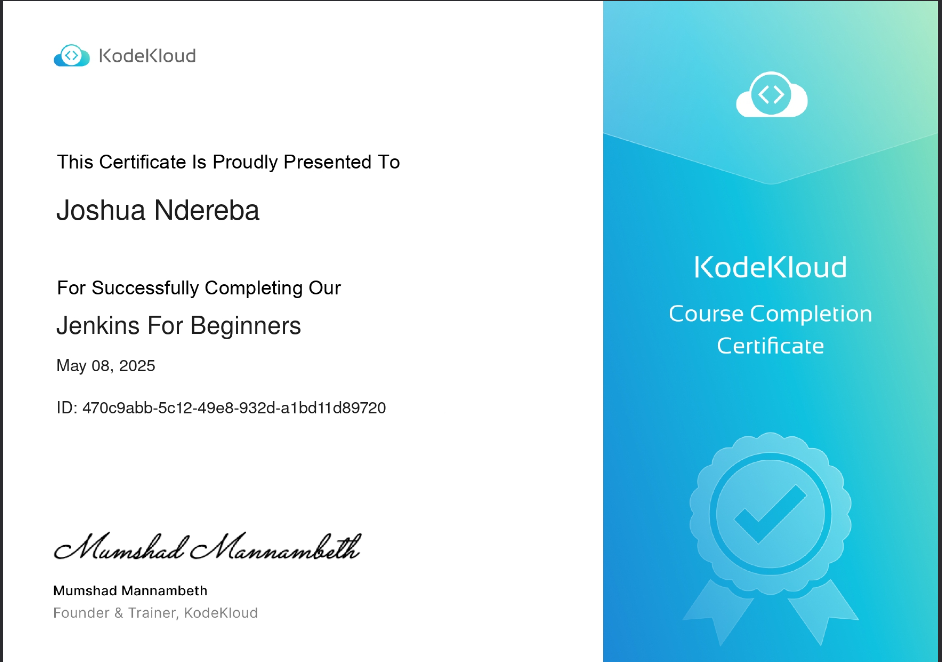 KodeKloud
This Certificate Is Proudly Presented To
Joshua Ndereba
For Successfully Completing Our
Jenkins For Beginners
May 08, 2025
ID: 470c9abb-5c12-49e8-932d-a1bd11d89720
Mumshad Mannambeth
Mumshad Mannambeth
Founder & Trainer, KodeKloud
KodeKloud
Course Completion
Certificate